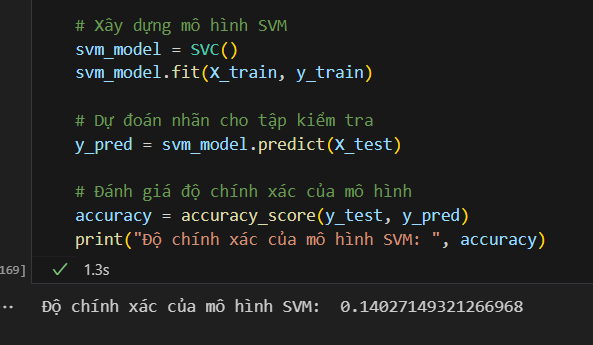 # Xây dựng mô hình SVM
svm_model = SVC()
svm_model.fit(X_train, y_train)
# Dự đoán nhãn cho tập kiểm tra
y_pred = svm_model.predict(X_test)
# Đánh giá độ chính xác của mô hình
accuracy = accuracy_score(y_test, y_pred)
print("Độ chính xác của mô hình SVM: ", accuracy)
169] ✓ 1.3s
Độ chính xác của mô hình SVM:  0.14027149321266968